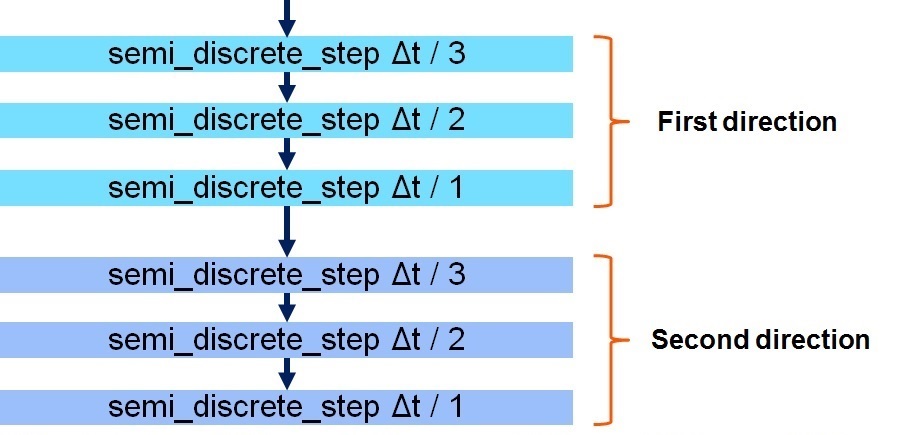 semi_discrete_step Δt / 3
semi_discrete_step Δt / 2
First direction
semi_discrete_step Δt / 1
semi_discrete_step Δt / 3
semi_discrete_step Δt / 2
Second direction
semi_discrete_step Δt / 1